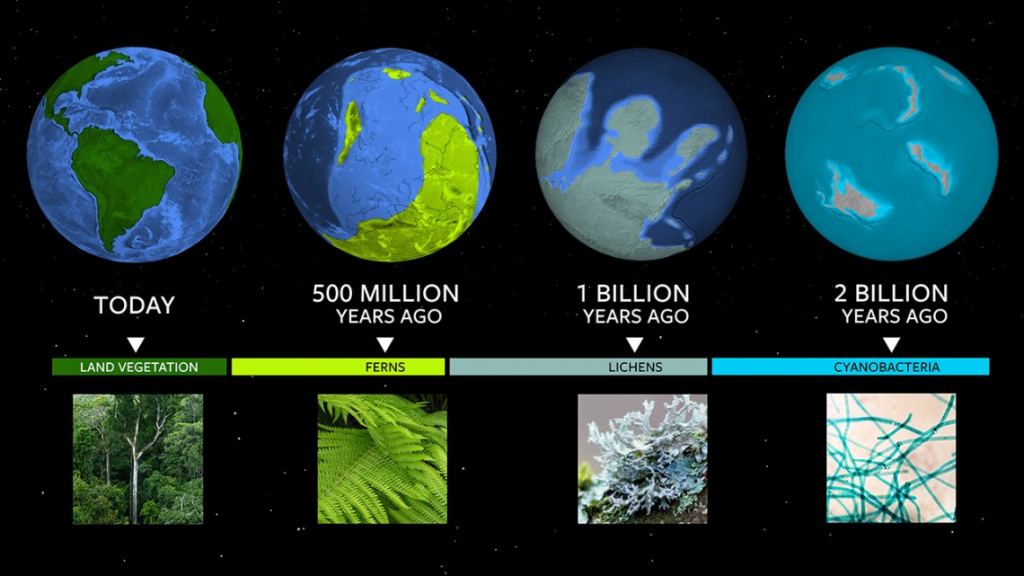 TODAY
500 MILLION
YEARS AGO
1 BILLION
YEARS AGO
2 BILLION
YEARS AGO
LAND VEGETATION
FERNS
LICHENS
CYANOBACTERIA